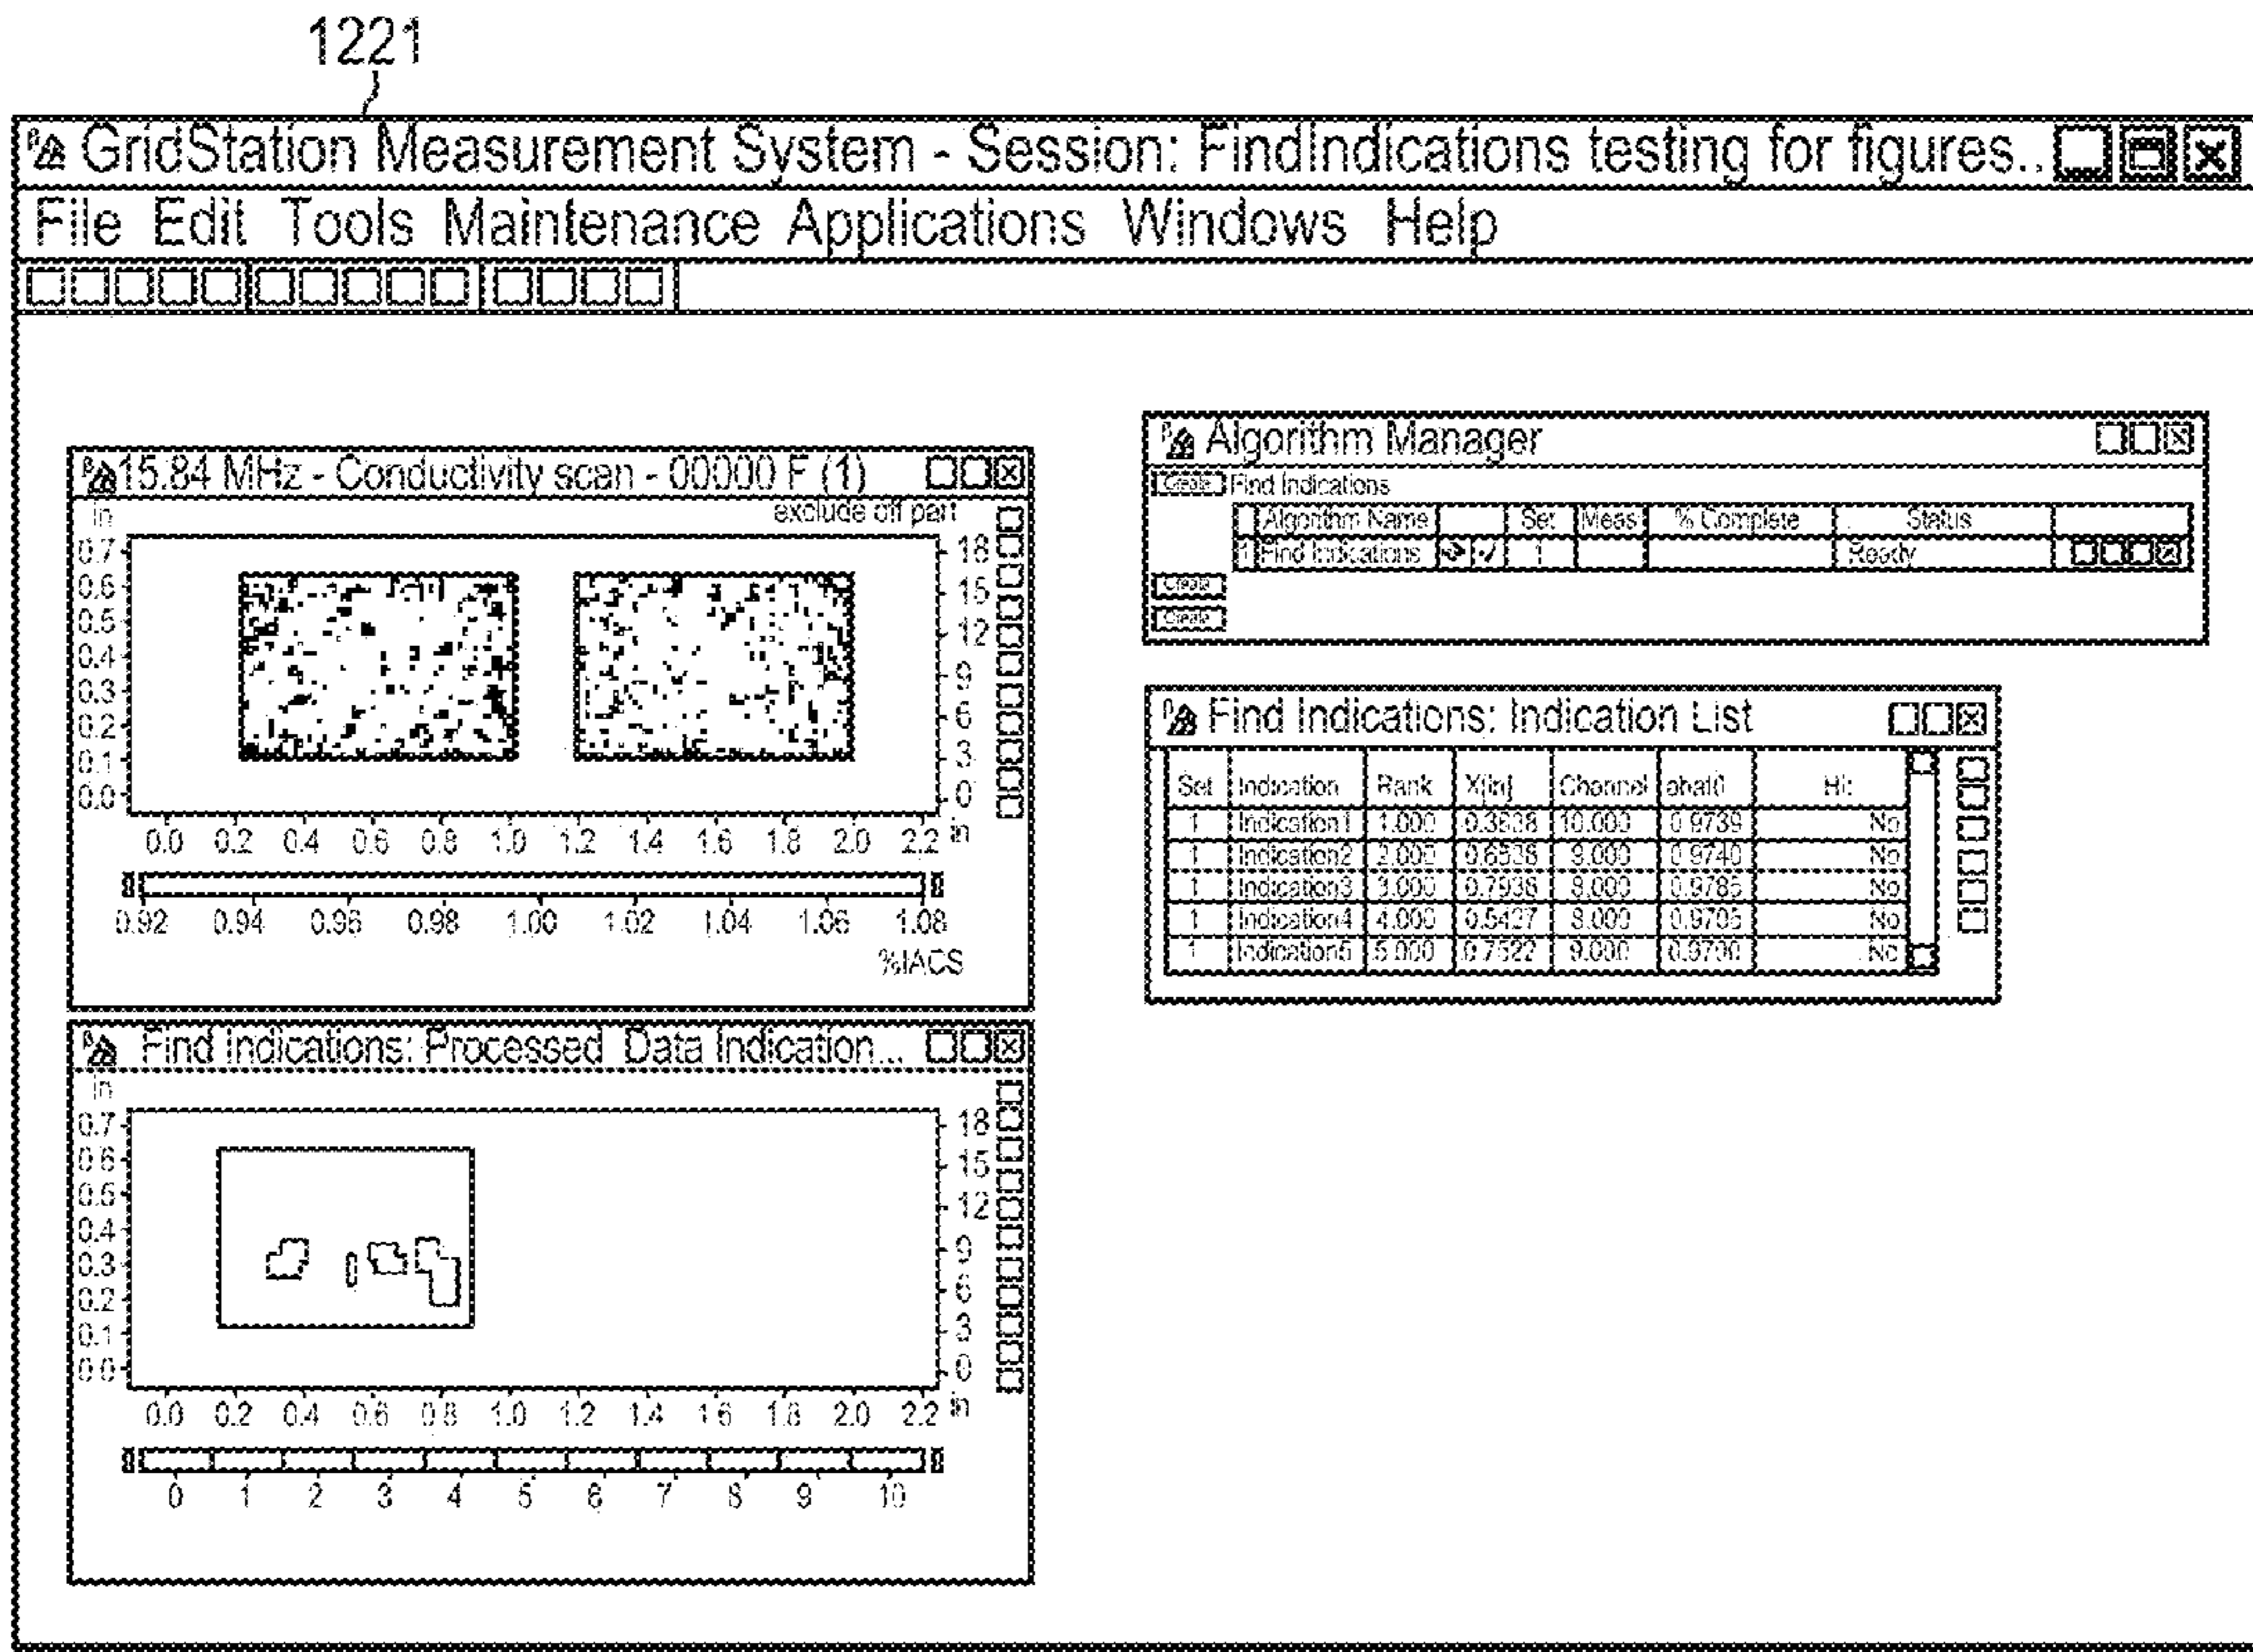 1221
GridStation Measurement System - Session: FindIndications testing for figures..
File Edit Tools Maintenance Applications Windows Help
15.84 MHz - Conductivity scan - 00000 F (1)
in exclude off part
0.7 18
0.6 15
0.5 12
0.4
0.3 9
0.2 6
0.1 3
0.0 0
0.0 0.2 0.4 0.6 0.8 1.0 1.2 1.4 1.6 1.8 2.0 2.2 in
0.92 0.94 0.96 0.98 1.00 1.02 1.04 1.06 1.08
%IACS
Find Indications: Processed Data Indication...
in
0.7 18
0.6 15
0.5 12
0.4
0.3 9
0.2 6
0.1 3
0.0 0
0.0 0.2 0.4 0.6 0.8 1.0 1.2 1.4 1.6 1.8 2.0 2.2 in
0 1 2 3 4 5 6 7 8 9 10
Algorithm Manager
Create Find Indications
Algorithm Name Set Meas % Complete Status
1 Find Indications 1 Ready
Create
Create
Find Indications: Indication List
Set Indication Rank X[in] Channel ahat0 Hit
1 Indication1 1.000 10.000 0.9739 No
1 Indication2 2.000 9.000 0.9740 No
1 Indication3 3.000 0.7938 0.9785 No
1 Indication4 4.000 0.5427 No
1 Indication5 5.000 0.7522 9.000 No